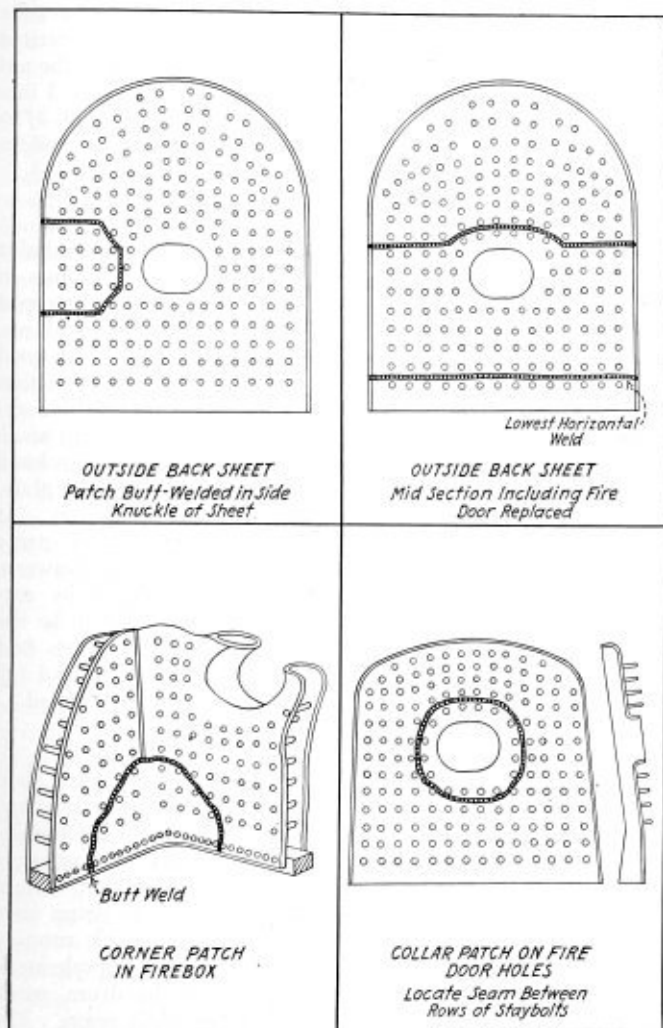 Lowest Horizontal
Weld
OUTSIDE BACK SHEET
Patch Butt-Welded in Side
Knuckle of Sheet
OUTSIDE BACK SHEET
Mid Section Including Fire
Door Replaced
Butt Weld
CORNER PATCH
IN FIREBOX
COLLAR PATCH ON FIRE
DOOR HOLES
Locate Seam Between
Rows of Staybolts